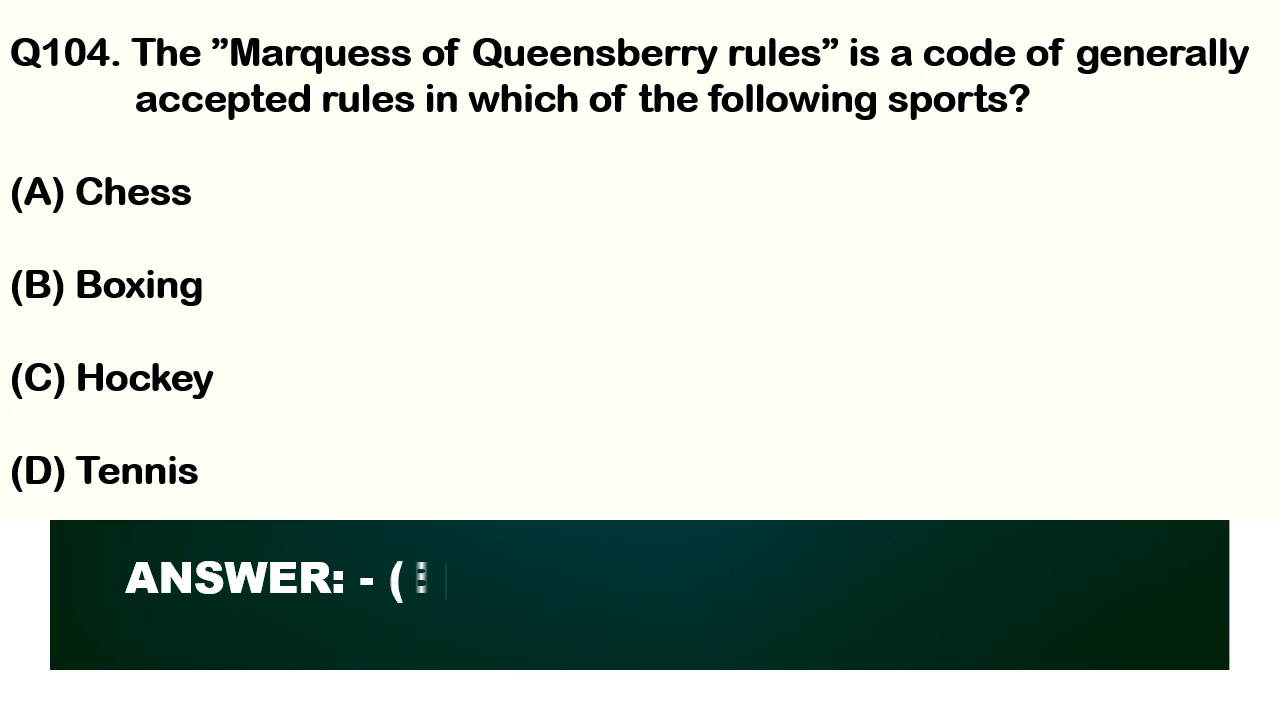 Q104. The ”Marquess of Queensberry rules” is a code of generally
accepted rules in which of the following sports?
(A) Chess
(B) Boxing
(C) Hockey
(D) Tennis
ANSWER: - (